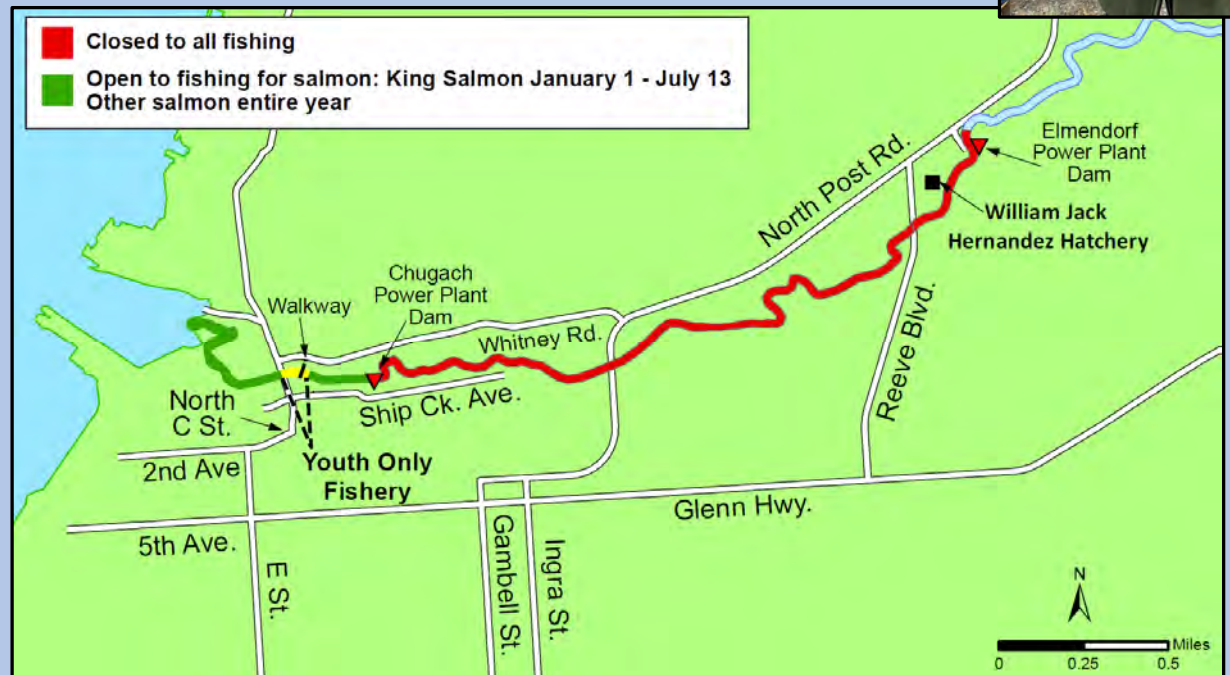 Closed to all fishing
Open to fishing for salmon: King Salmon January 1 - July 13
Other salmon entire year
Elmendorf
Power Plant
Dam
North Post Rd.
William Jack
Hernandez Hatchery
Chugach
Power Plant
Dam
Walkway
Whitney Rd.
Reeve Blvd.
North
C St.
Ship Ck. Ave.
Youth Only
Fishery
2nd Ave
Glenn Hwy.
5th Ave.
E St.
Gambell St.
Ingra St.
N
Miles
0
0.25
0.5